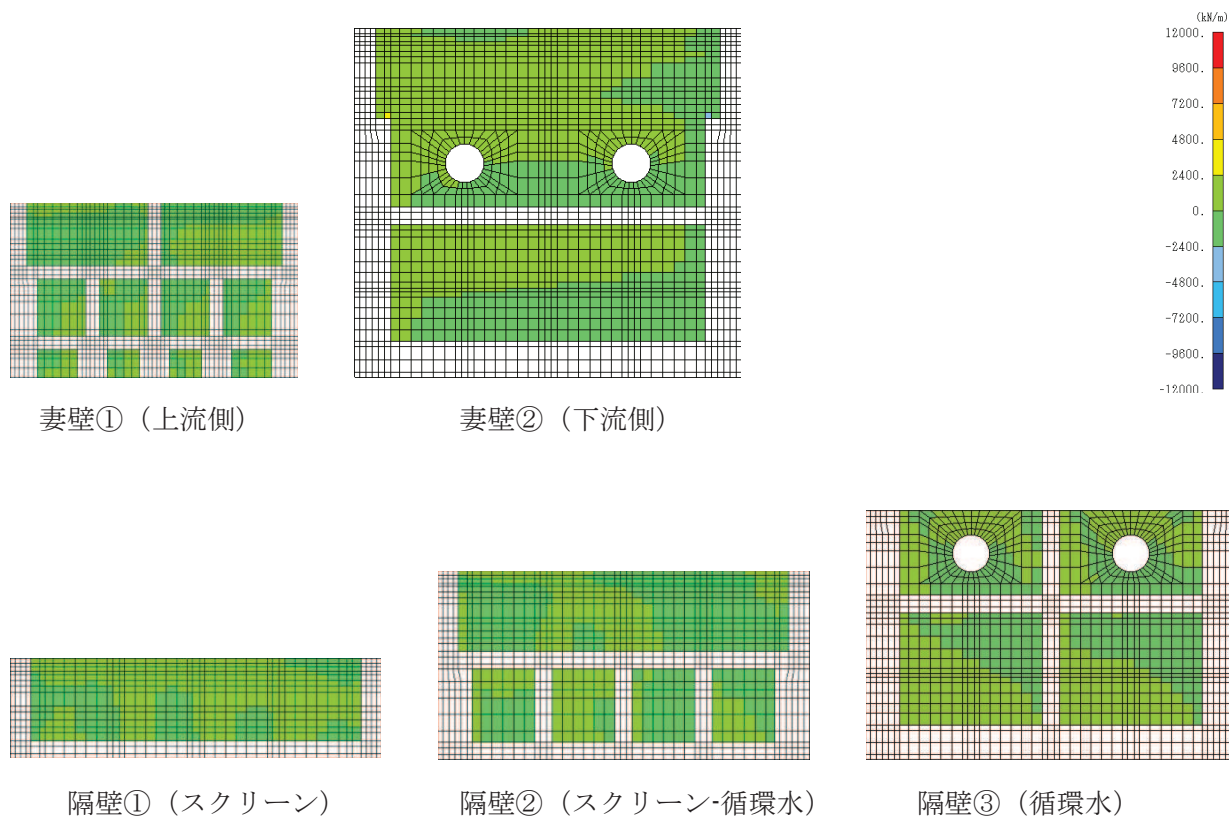 (kN/m)
12000.
9600.
7200.
4800.
2400.
0.
-2400.
-4800.
-7200.
-9600.
-12000.
妻壁①（上流側）
妻壁②（下流側）
隔壁①（スクリーン）
隔壁②（スクリーン-循環水）
隔壁③（循環水）